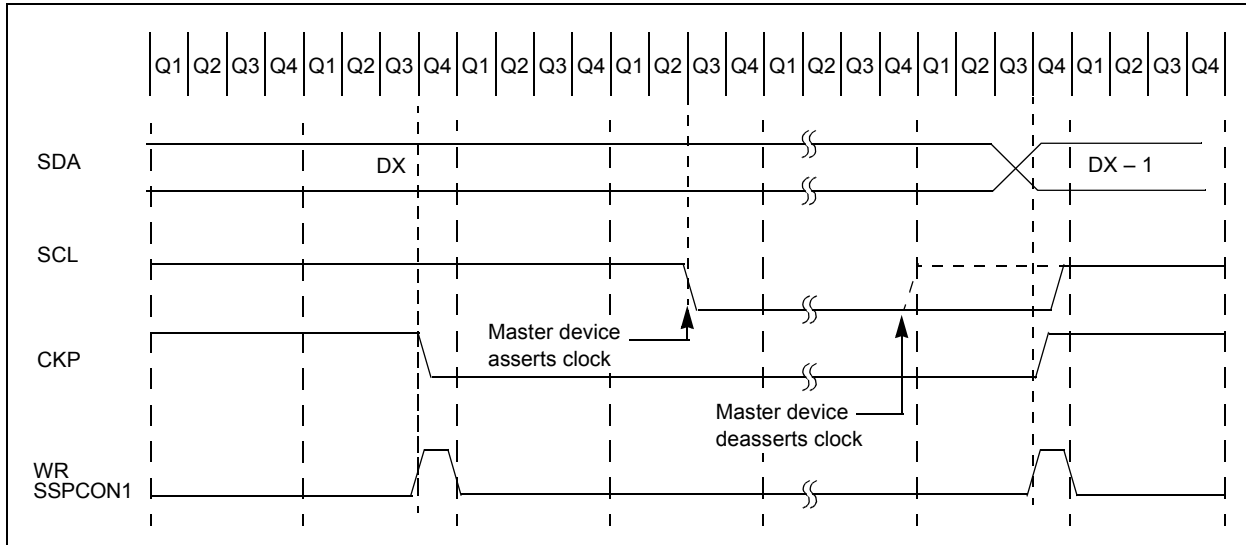 Q1 Q2 Q3 Q4 Q1 Q2 Q3 Q4 Q1 Q2 Q3 Q4 Q1 Q2 Q3 Q4 Q1 Q2 Q3 Q4 Q1 Q2 Q3 Q4 Q1 Q2 Q3 Q4
SDA
DX
DX – 1
SCL
Master device
asserts clock
CKP
Master device
deasserts clock
WR
SSPCON1